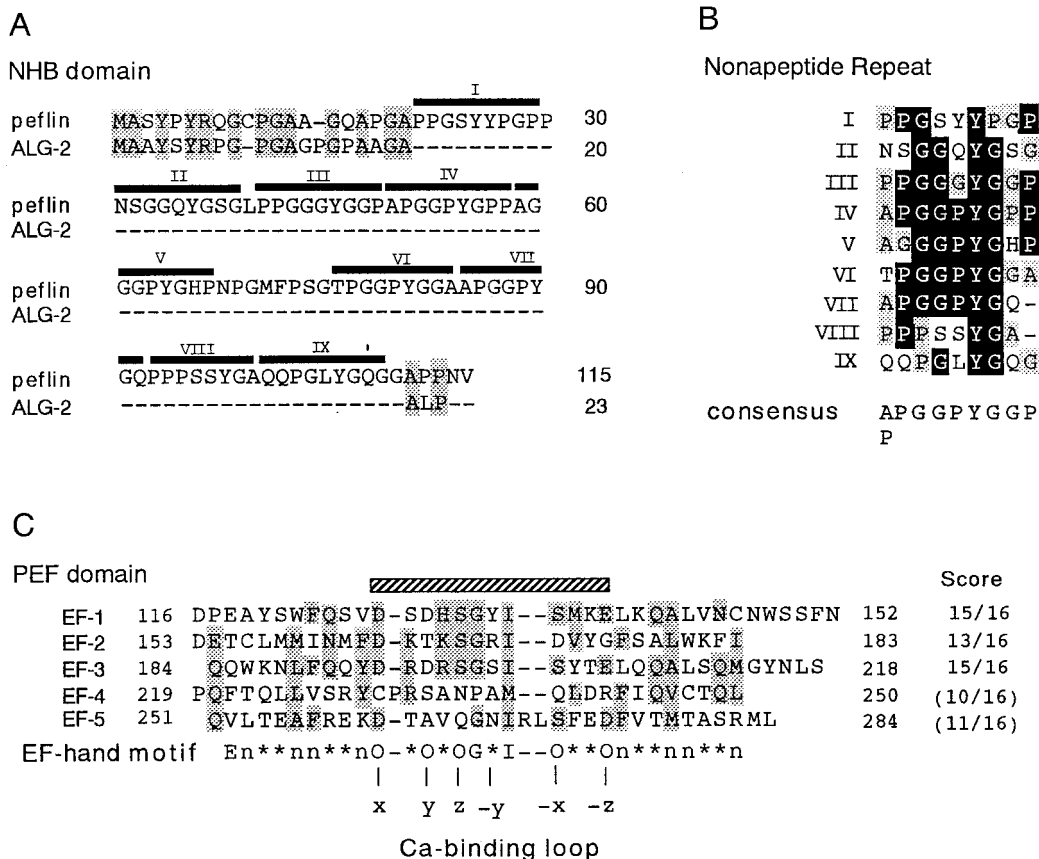 A
NHB domain
I
peflin MASYPYRQGCPGAA-GQAPGAPPGSYYPGPP 30
ALG-2 MAAYSYRPG-PGAGPGPAAGA---------- 20
II III IV
peflin NSGGQYGSGLPPGGGYGGPAPGGPYGPPAG 60
ALG-2 ------------------------------
V VI VII
peflin GGPYGHPNPGMFPSGTPGGPYGGAAPGGPY 90
ALG-2 ------------------------------
VIII IX
peflin GQPPPSSYGAQQPGLYGQGGAPPNV 115
ALG-2 --------------------ALP-- 23
B
Nonapeptide Repeat
I PPGSYYPGP
II NSGGQYGSG
III PPGGGYGGP
IV APGGPYGPP
V AGGGPYGHP
VI TPGGPYGGA
VII APGGPYGQ-
VIII PPPSSYGA-
IX QQPGLYGQG
consensus APGGPYGGP
P
C
PEF domain
Score
EF-1 116 DPEAYSWFQSVD-SDHSGYI--SMKELKQALVNCNWSSFN 152 15/16
EF-2 153 DETCLMMINMFD-KTKSGRI--DVYGFSALWKFI 183 13/16
EF-3 184 QQWKNLFQQYD-RDRSGSI--SYTELQQALSQMGYNLS 218 15/16
EF-4 219 PQFTQLLVSRYCPRSANPAM--QLDRFIQVCTQL 250 (10/16)
EF-5 251 QVLTEAFREKD-TAVQGNIRLSFEDFVTMTASRML 284 (11/16)
EF-hand motif En**nn**nO-*O*OG*I--O**On**nn**n
x y z -y -x -z
Ca-binding loop